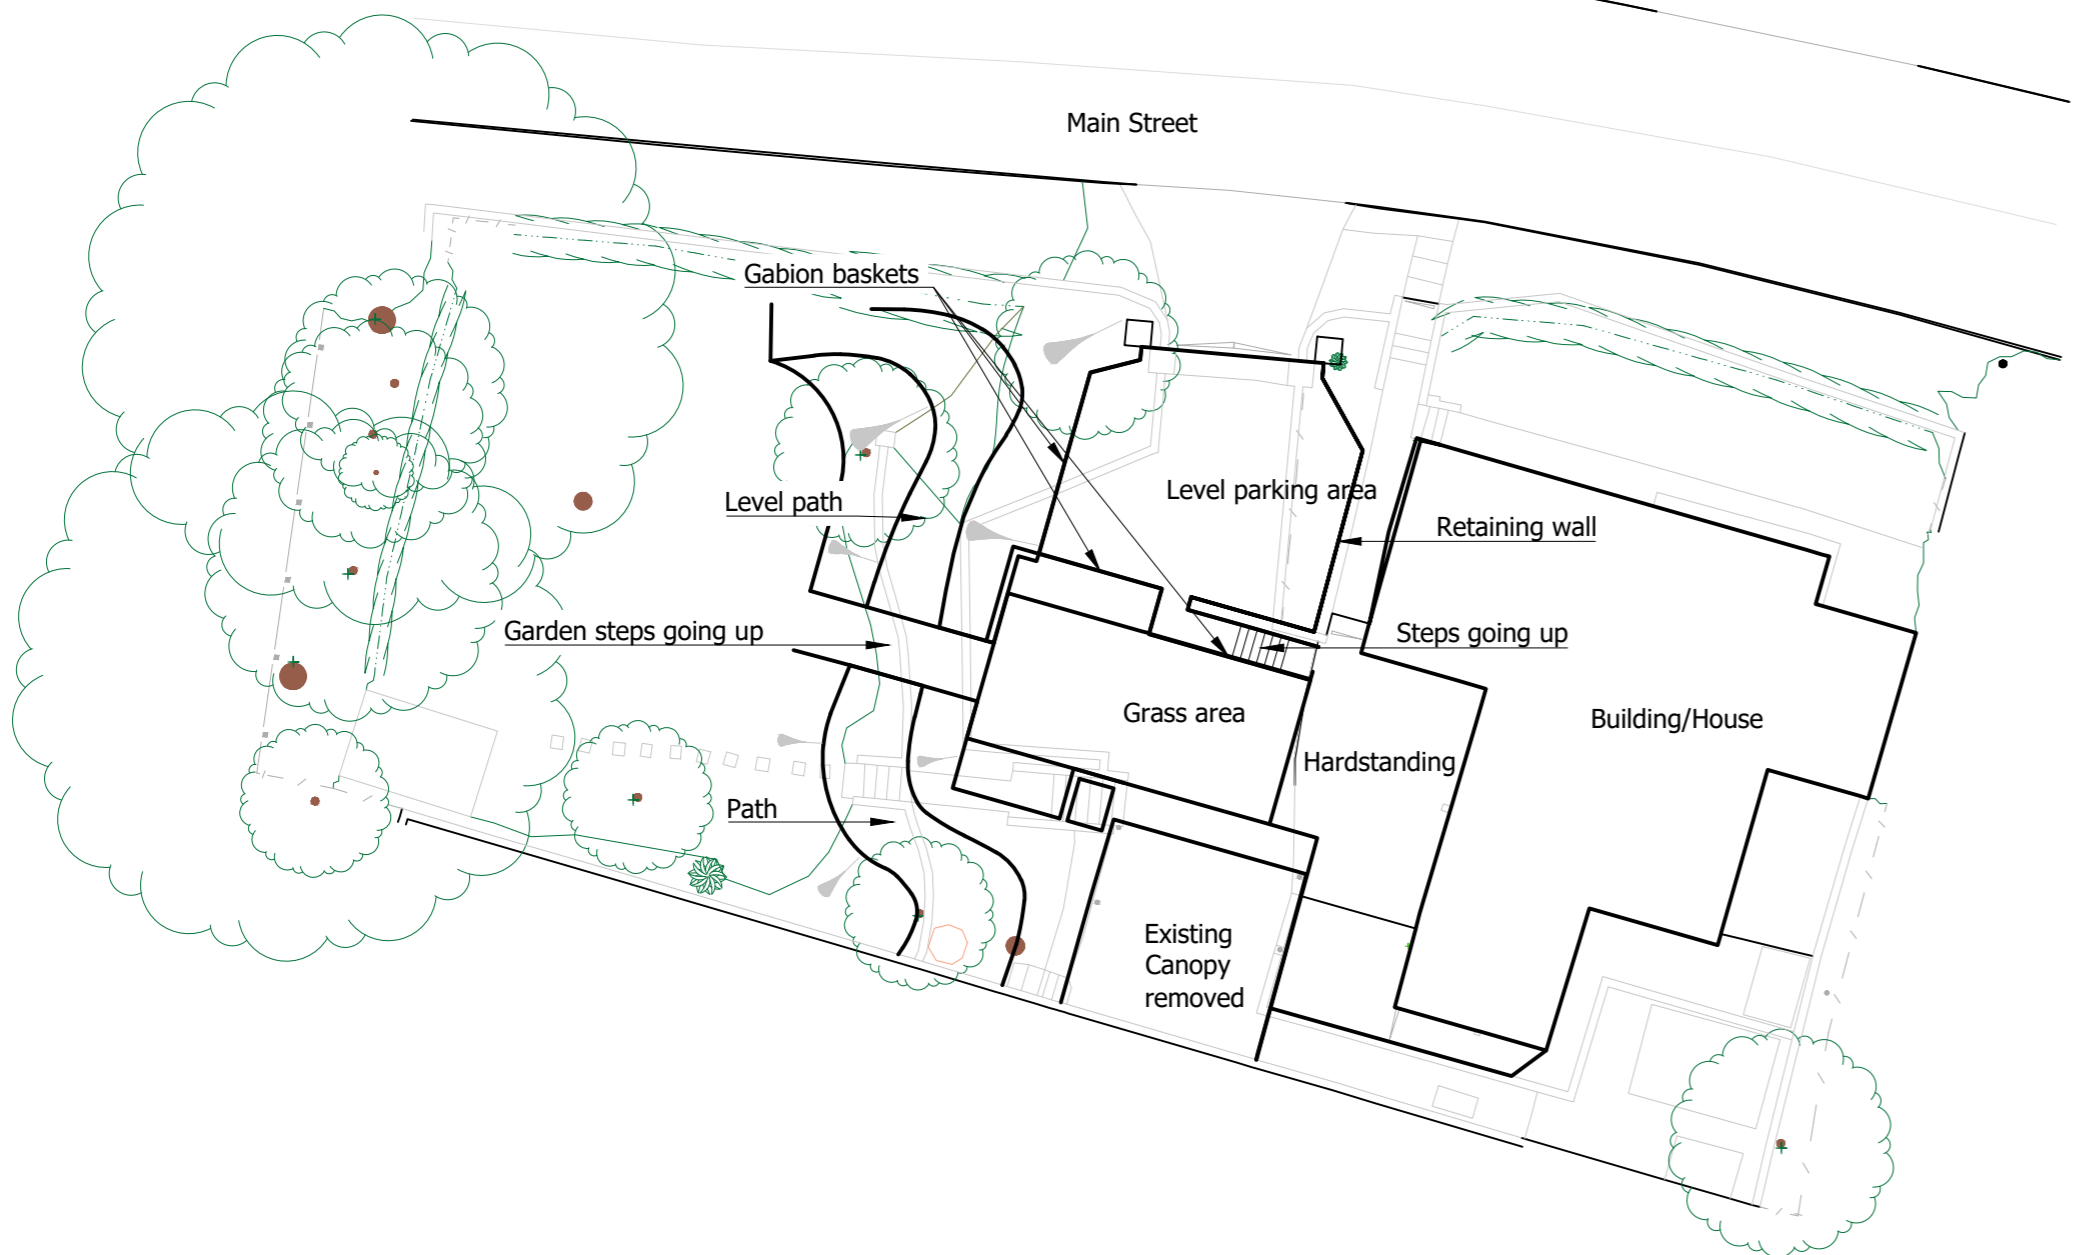 Main Street
Gabion baskets
Level parking area
Level path
Retaining wall
Garden steps going up
Steps going up
Grass area
Building/House
Hardstanding
Path
Existing
Canopy
removed